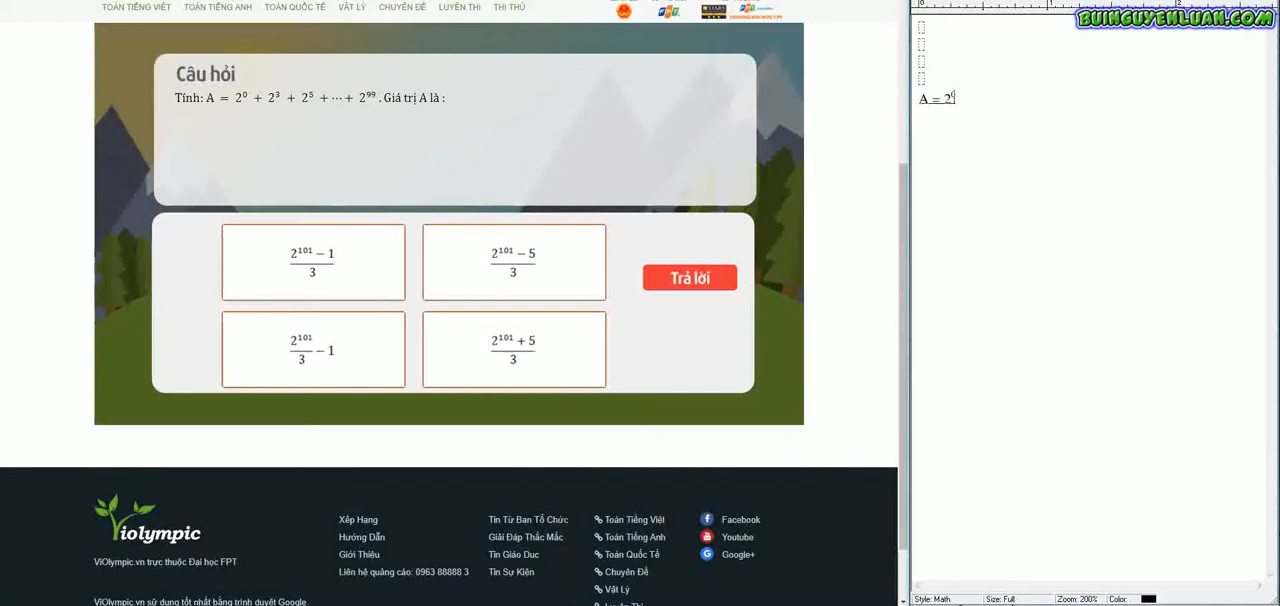 TOÁN TIẾNG VIỆT TOÁN TIẾNG ANH TOÁN QUỐC TẾ VẬT LÝ CHUYÊN ĐỀ LUYỆN THI THI THỬ
BUINGUYENLUAN.COM
Câu hỏi
Tính: A = 2⁰ + 2³ + 2⁵ + ⋯ + 2⁹⁹ . Giá trị A là :
A = 2⁰
(2¹⁰¹ − 1)/3
(2¹⁰¹ − 5)/3
Trả lời
2¹⁰¹/3 − 1
(2¹⁰¹ + 5)/3
Violympic
ViOlympic.vn trực thuộc Đại học FPT
ViOlympic.vn sử dụng tốt nhất bằng trình duyệt Google
Xếp Hạng
Hướng Dẫn
Giới Thiệu
Liên hệ quảng cáo: 0963 88888 3
Tin Từ Ban Tổ Chức
Giải Đáp Thắc Mắc
Tin Giáo Dục
Tin Sự Kiện
Toán Tiếng Việt
Toán Tiếng Anh
Toán Quốc Tế
Chuyên Đề
Vật Lý
Luyện Thi
Facebook
Youtube
Google+
Style: Math Size: Full Zoom: 200% Color: